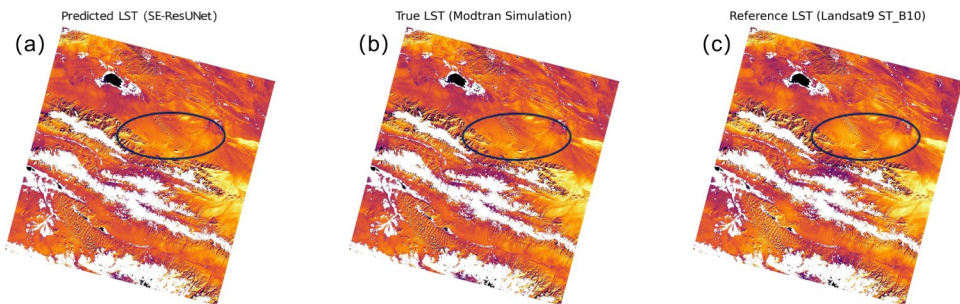 Predicted LST (SE-ResUNet)
True LST (Modtran Simulation)
Reference LST (Landsat9 ST_B10)
(a)
(b)
(c)